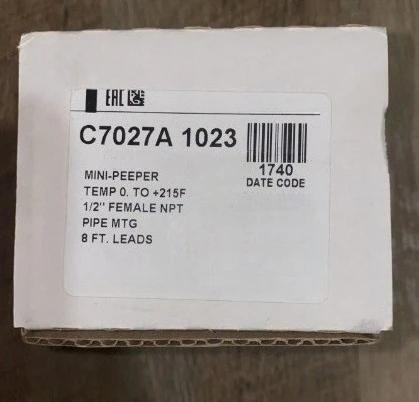 EAC
C7027A 1023
1740
DATE CODE
MINI-PEEPER
TEMP 0. TO +215F
1/2" FEMALE NPT
PIPE MTG
8 FT. LEADS